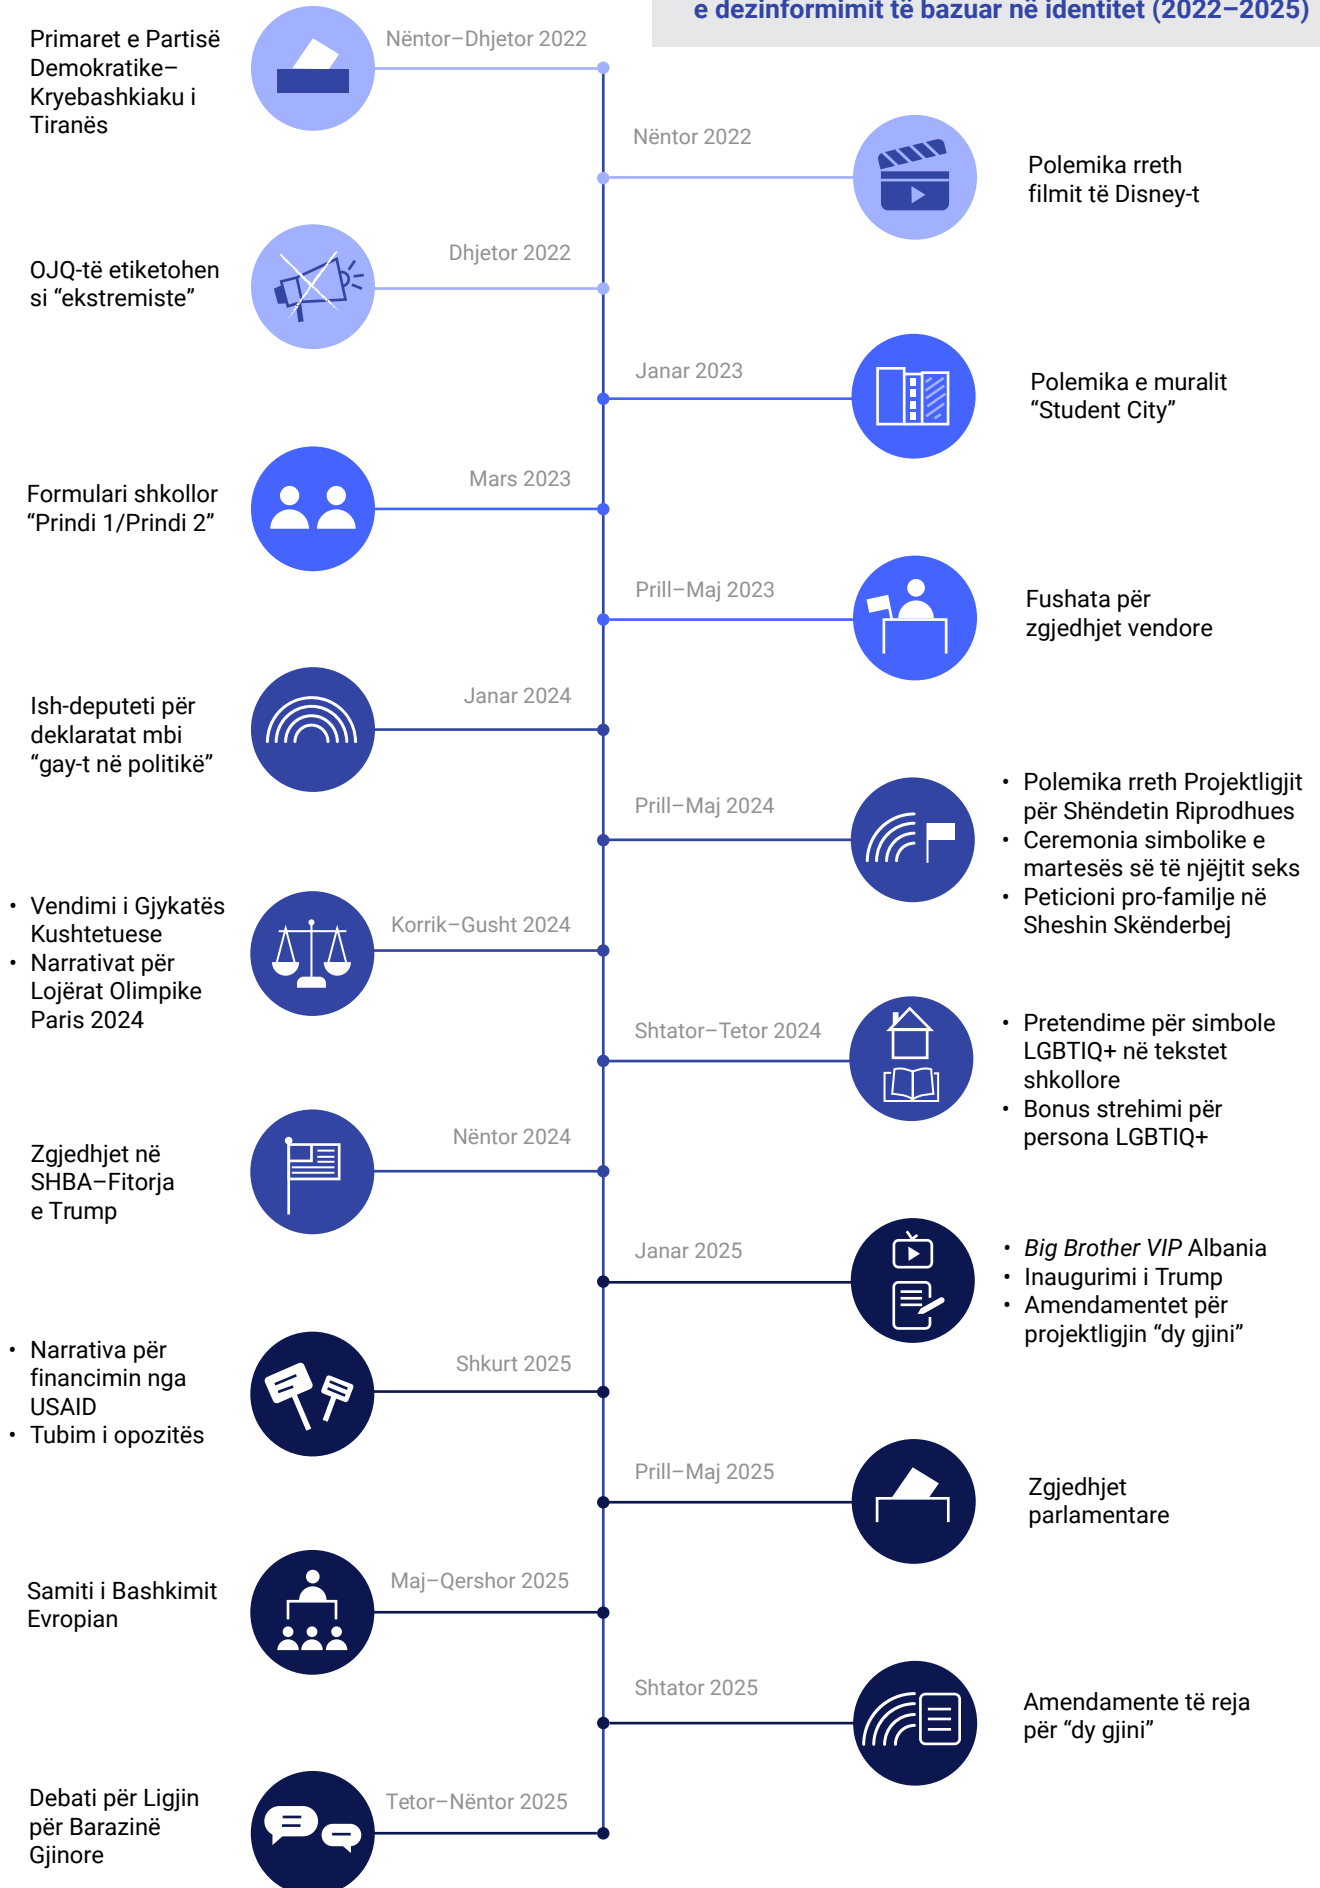 e dezinformimit të bazuar në identitet (2022–2025)
Nëntor–Dhjetor 2022
Primaret e Partisë
Demokratike–
Kryebashkiaku i
Tiranës
Nëntor 2022
Polemika rreth
filmit të Disney-t
Dhjetor 2022
OJQ-të etiketohen
si “ekstremiste”
Janar 2023
Polemika e muralit
“Student City”
Mars 2023
Formulari shkollor
“Prindi 1/Prindi 2”
Prill–Maj 2023
Fushata për
zgjedhjet vendore
Janar 2024
Ish-deputeti për
deklaratat mbi
“gay-t në politikë”
Prill–Maj 2024
• Polemika rreth Projektligjit
për Shëndetin Riprodhues
• Ceremonia simbolike e
martesës së të njëjtit seks
• Peticioni pro-familje në
Sheshin Skënderbej
Korrik–Gusht 2024
• Vendimi i Gjykatës
Kushtetuese
• Narrativat për
Lojërat Olimpike
Paris 2024
Shtator–Tetor 2024
• Pretendime për simbole
LGBTIQ+ në tekstet
shkollore
• Bonus strehimi për
persona LGBTIQ+
Nëntor 2024
Zgjedhjet në
SHBA–Fitorja
e Trump
Janar 2025
• Big Brother VIP Albania
• Inaugurimi i Trump
• Amendamentet për
projektligjin “dy gjini”
Shkurt 2025
• Narrativa për
financimin nga
USAID
• Tubim i opozitës
Prill–Maj 2025
Zgjedhjet
parlamentare
Maj–Qershor 2025
Samiti i Bashkimit
Evropian
Shtator 2025
Amendamente të reja
për “dy gjini”
Tetor–Nëntor 2025
Debati për Ligjin
për Barazinë
Gjinore